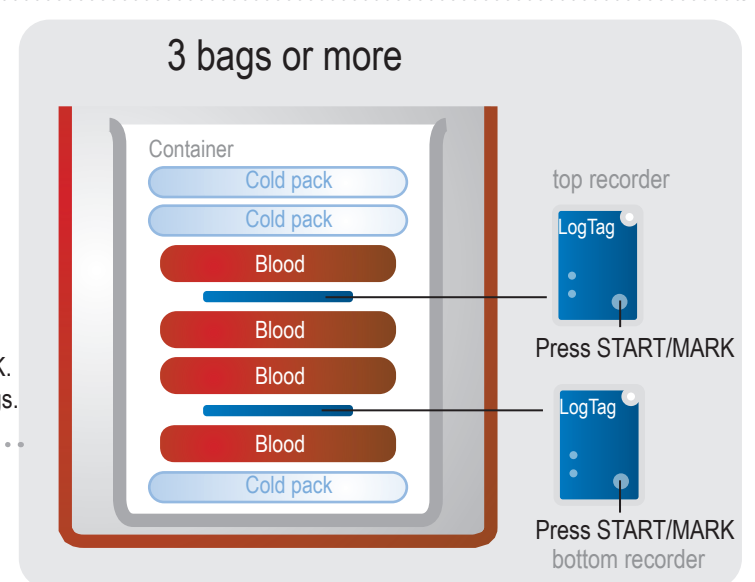 3 bags or more
Container
Cold pack
Cold pack
Blood
Blood
Blood
Blood
Cold pack
top recorder
LogTag
Press START/MARK
LogTag
Press START/MARK
bottom recorder
K.
gs.